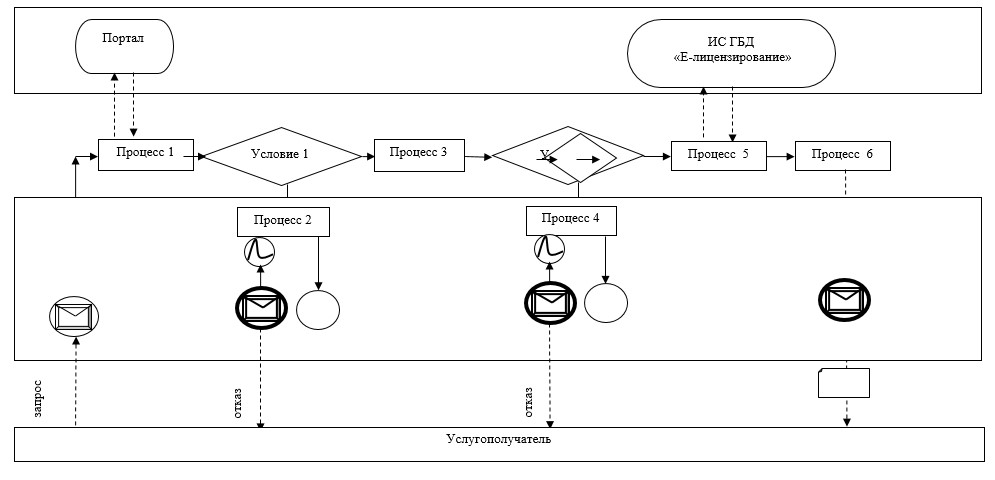 Портал
ИС ГБД
«Е-лицензирование»
Процесс 1
Условие 1
Процесс 3
У
Процесс 5
Процесс 6
Процесс 2
Процесс 4
запрос
отказ
отказ
Услугополучатель